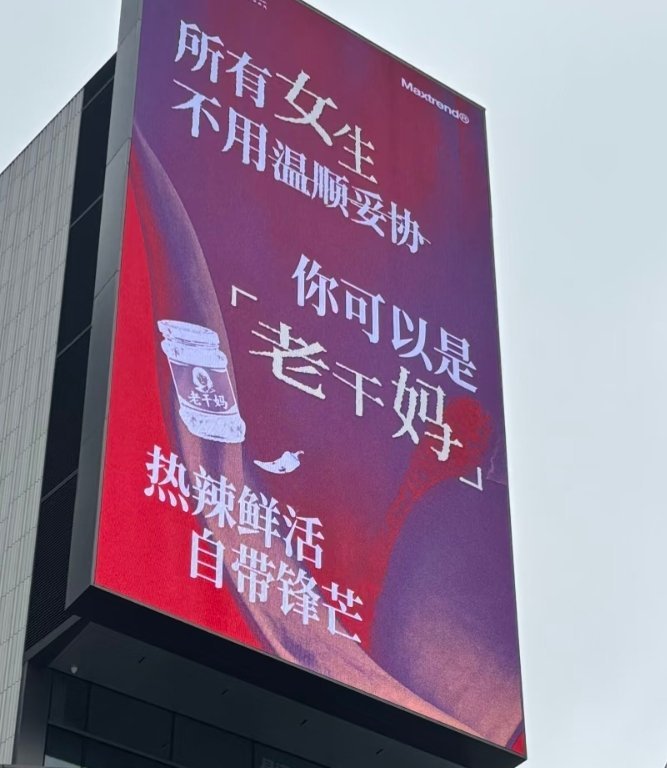 Maxtrend®
所有女生
不用温顺妥协
你可以是
「老干妈」
老干妈
热辣鲜活
自带锋芒